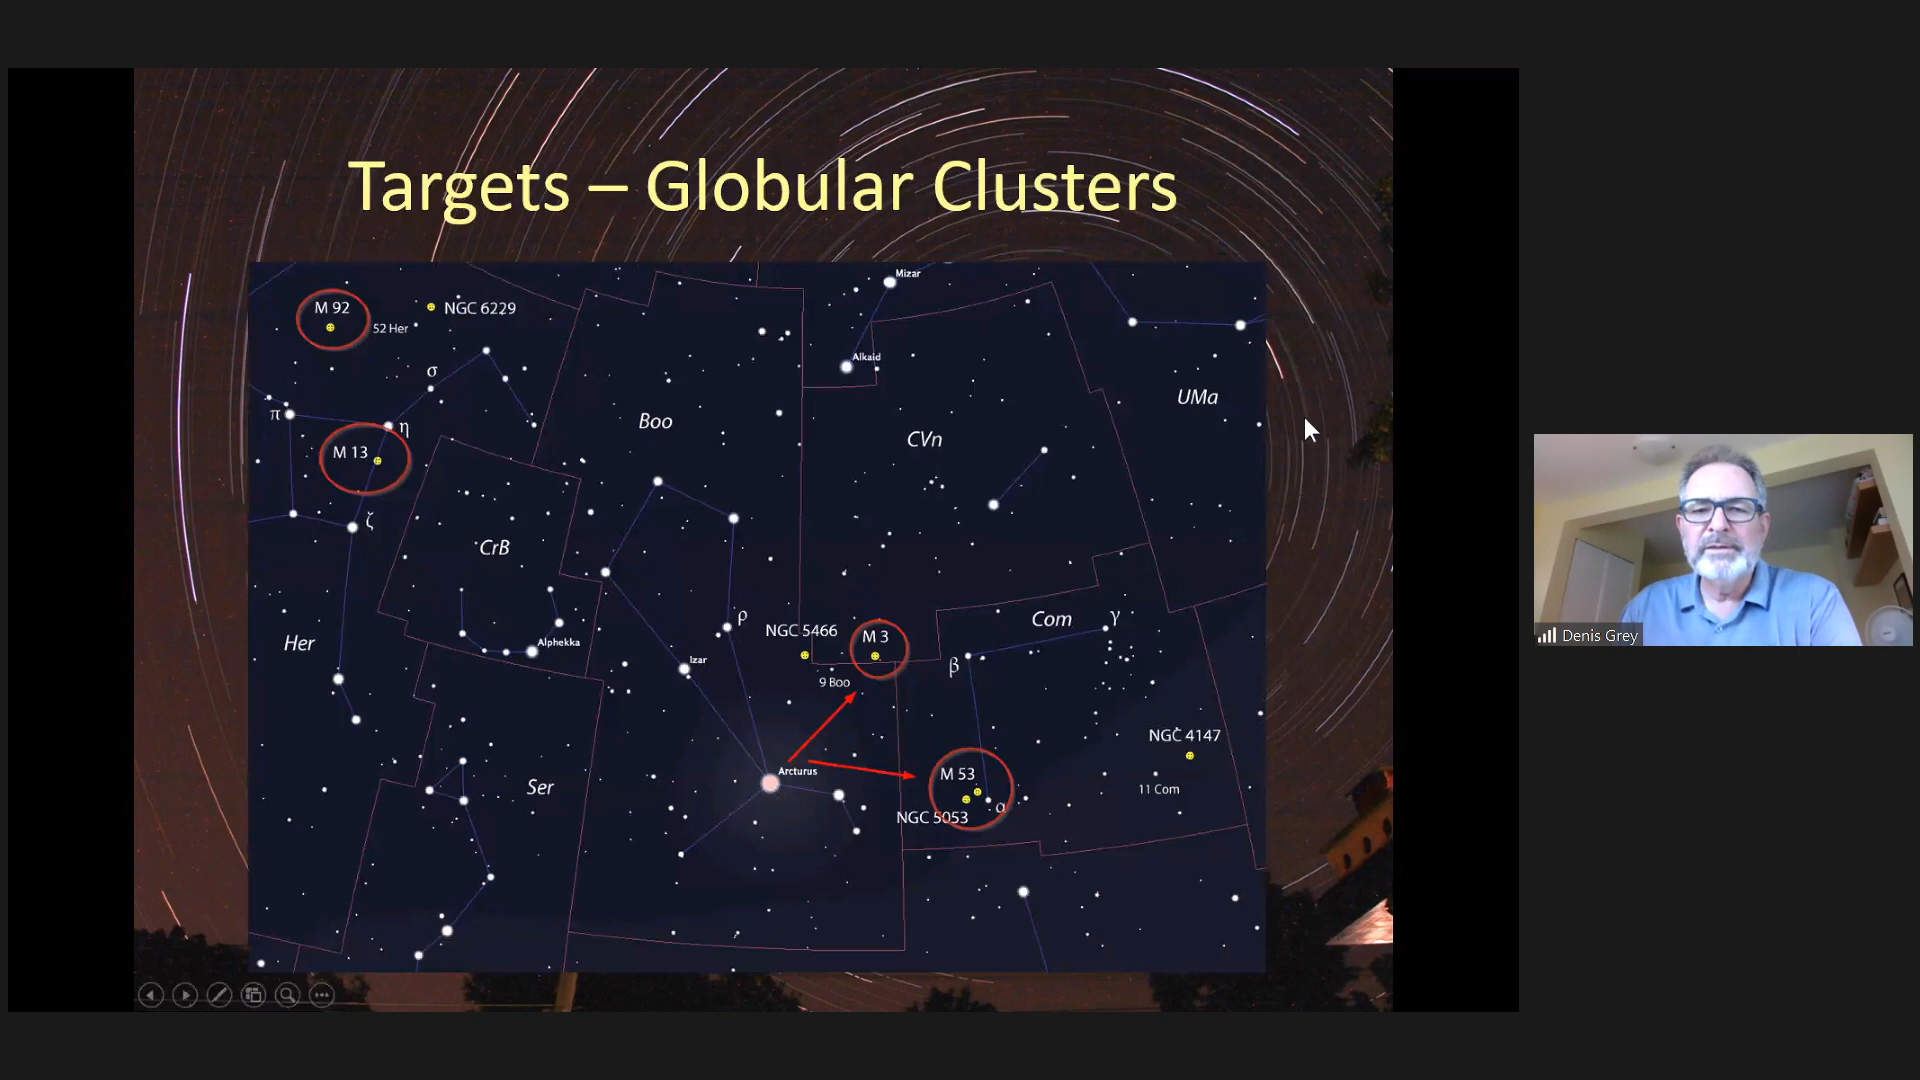 Targets – Globular Clusters
Mizar
M 92
NGC 6229
52 Her
Alkaid
σ
UMa
π
η
Boo
CVn
M 13
ζ
CrB
ρ
Com
γ
NGC 5466
M 3
Her
Alphekka
Izar
β
9 Boo
NGC 4147
Arcturus
M 53
Ser
11 Com
α
NGC 5053
Denis Grey